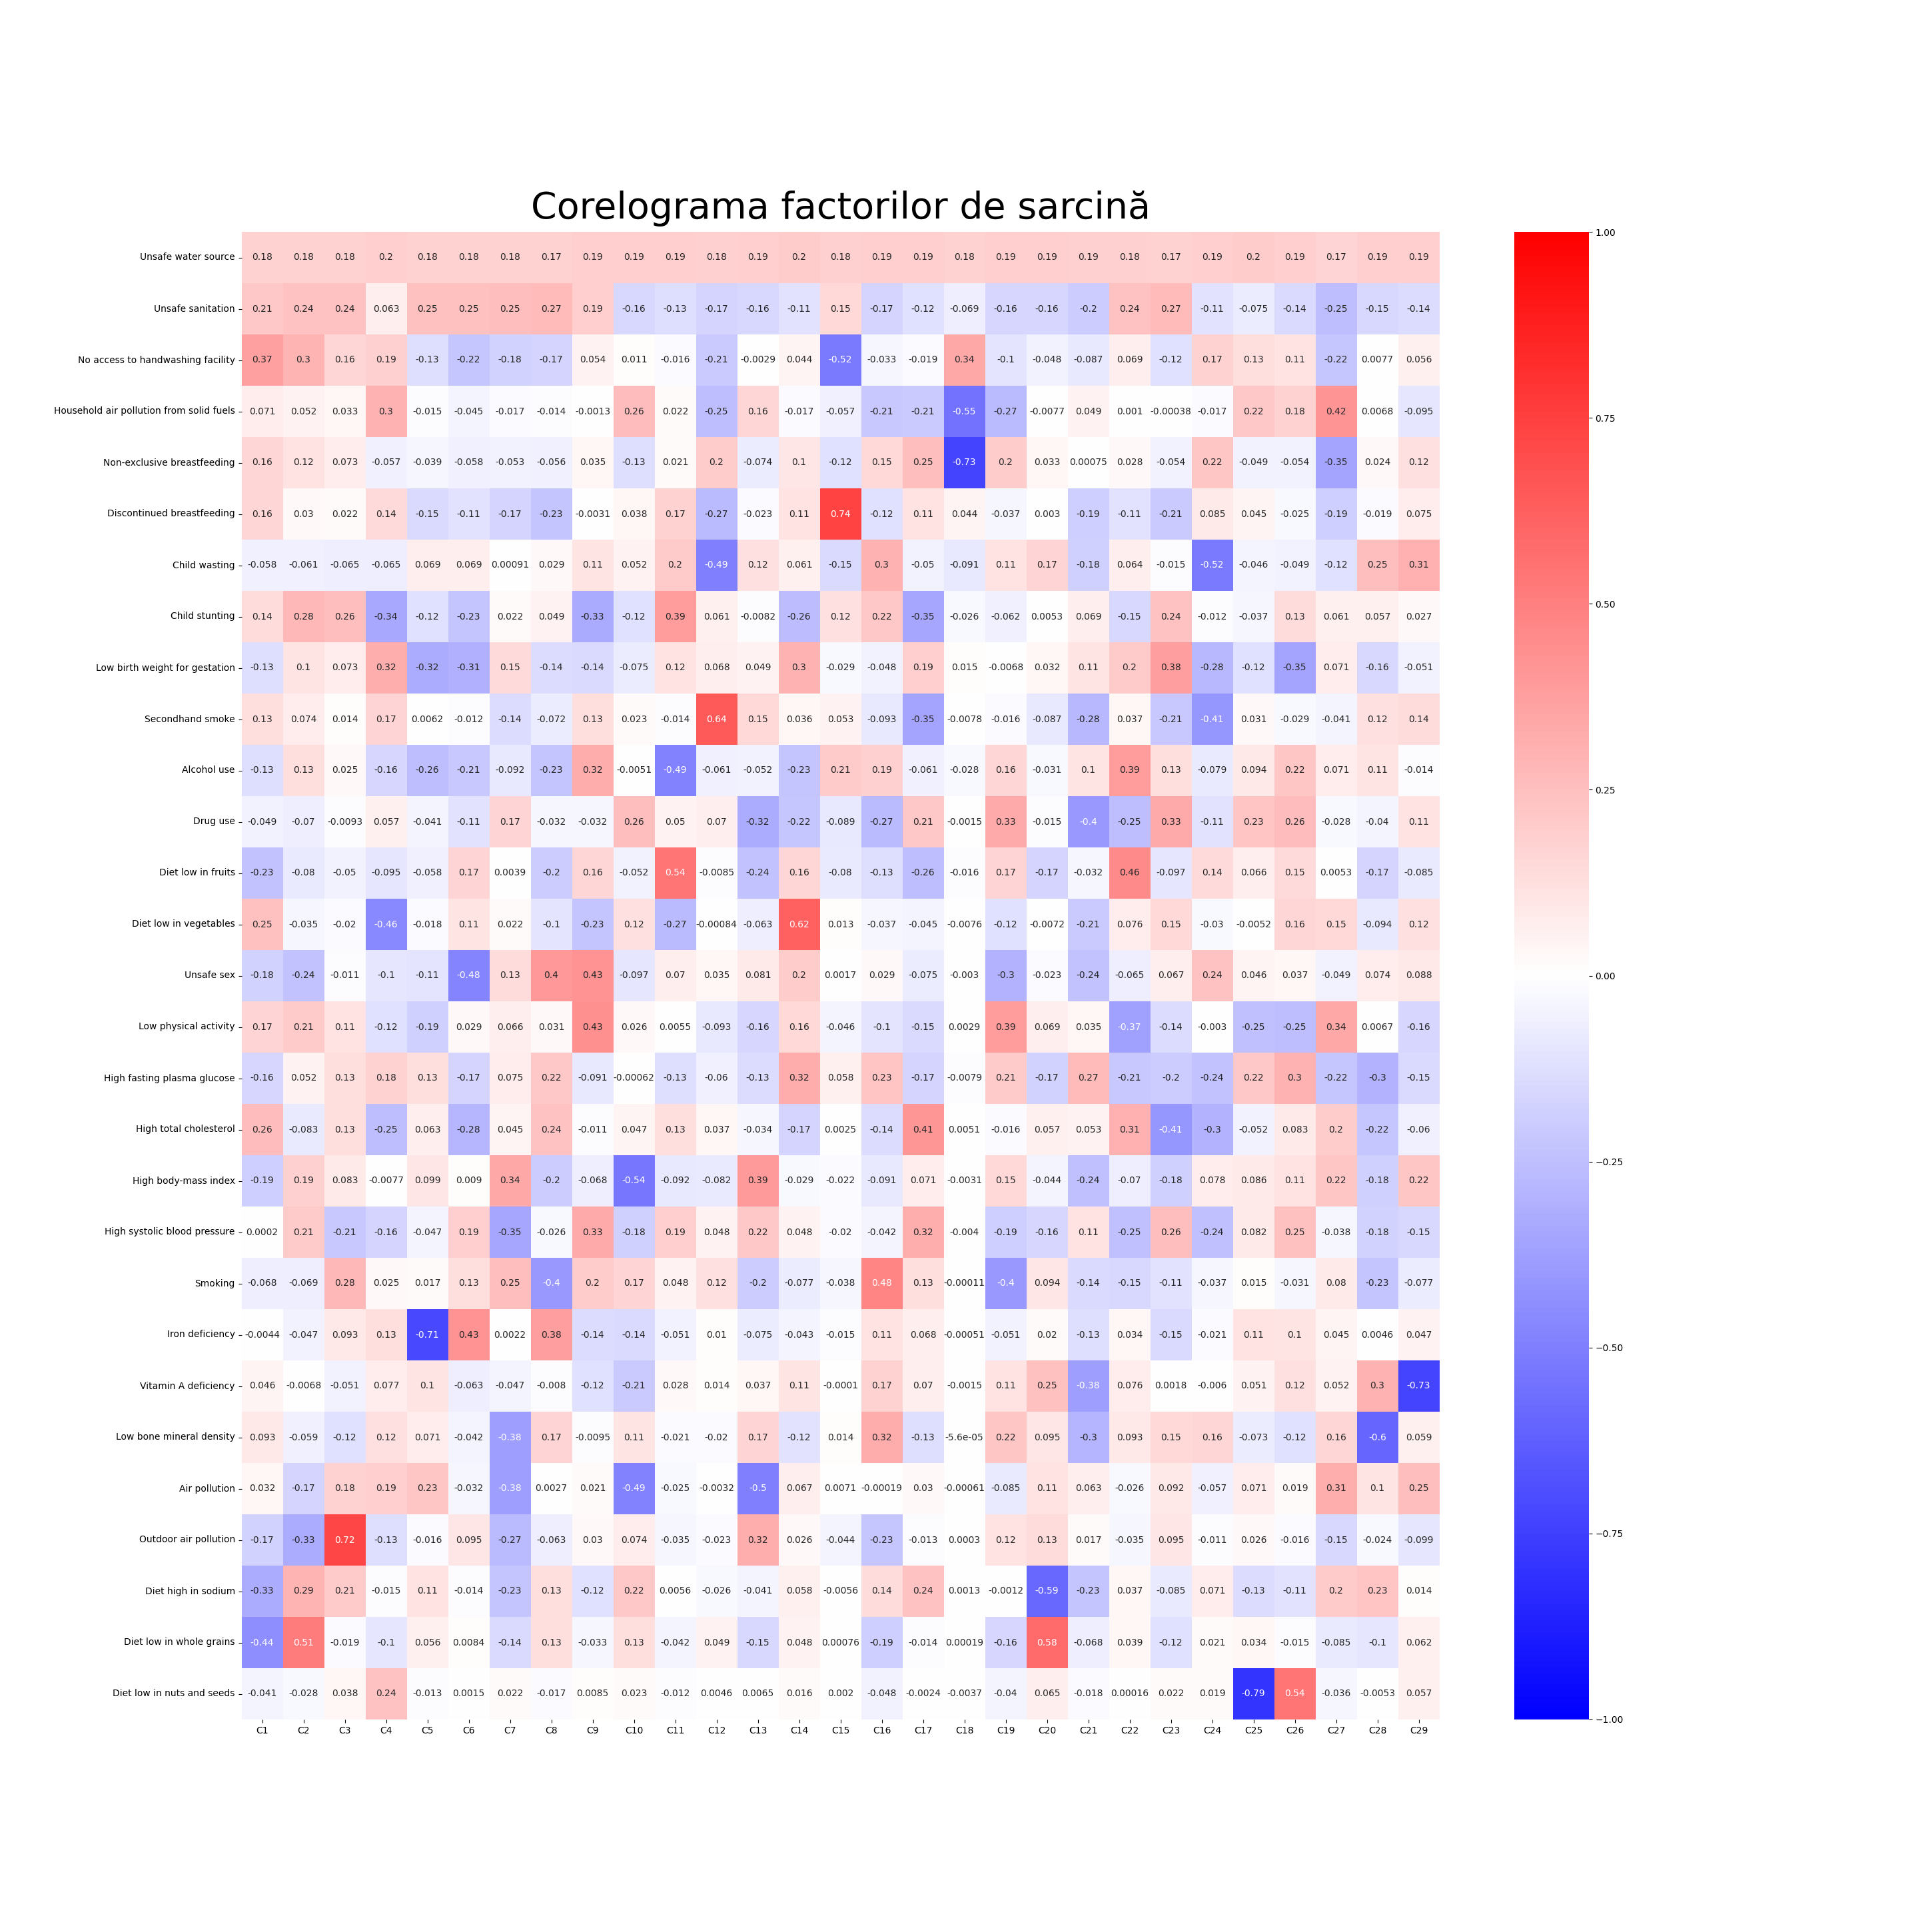 Corelograma factorilor de sarcină
Unsafe water source 0.18 0.18 0.18 0.2 0.18 0.18 0.18 0.17 0.19 0.19 0.19 0.18 0.19 0.2 0.18 0.19 0.19 0.18 0.19 0.19 0.19 0.18 0.17 0.19 0.2 0.19 0.17 0.19 0.19
Unsafe sanitation 0.21 0.24 0.24 0.063 0.25 0.25 0.25 0.27 0.19 -0.16 -0.13 -0.17 -0.16 -0.11 0.15 -0.17 -0.12 -0.069 -0.16 -0.16 -0.2 0.24 0.27 -0.11 -0.075 -0.14 -0.25 -0.15 -0.14
No access to handwashing facility 0.37 0.3 0.16 0.19 -0.13 -0.22 -0.18 -0.17 0.054 0.011 -0.016 -0.21 -0.0029 0.044 -0.52 -0.033 -0.019 0.34 -0.1 -0.048 -0.087 0.069 -0.12 0.17 0.13 0.11 -0.22 0.0077 0.056
Household air pollution from solid fuels 0.071 0.052 0.033 0.3 -0.015 -0.045 -0.017 -0.014 -0.0013 0.26 0.022 -0.25 0.16 -0.017 -0.057 -0.21 -0.21 -0.55 -0.27 -0.0077 0.049 0.001 -0.00038 -0.017 0.22 0.18 0.42 0.0068 -0.095
Non-exclusive breastfeeding 0.16 0.12 0.073 -0.057 -0.039 -0.058 -0.053 -0.056 0.035 -0.13 0.021 0.2 -0.074 0.1 -0.12 0.15 0.25 -0.73 0.2 0.033 0.00075 0.028 -0.054 0.22 -0.049 -0.054 -0.35 0.024 0.12
Discontinued breastfeeding 0.16 0.03 0.022 0.14 -0.15 -0.11 -0.17 -0.23 -0.0031 0.038 0.17 -0.27 -0.023 0.11 0.74 -0.12 0.11 0.044 -0.037 0.003 -0.19 -0.11 -0.21 0.085 0.045 -0.025 -0.19 -0.019 0.075
Child wasting -0.058 -0.061 -0.065 -0.065 0.069 0.069 0.00091 0.029 0.11 0.052 0.2 -0.49 0.12 0.061 -0.15 0.3 -0.05 -0.091 0.11 0.17 -0.18 0.064 -0.015 -0.52 -0.046 -0.049 -0.12 0.25 0.31
Child stunting 0.14 0.28 0.26 -0.34 -0.12 -0.23 0.022 0.049 -0.33 -0.12 0.39 0.061 -0.0082 -0.26 0.12 0.22 -0.35 -0.026 -0.062 0.0053 0.069 -0.15 0.24 -0.012 -0.037 0.13 0.061 0.057 0.027
Low birth weight for gestation -0.13 0.1 0.073 0.32 -0.32 -0.31 0.15 -0.14 -0.14 -0.075 0.12 0.068 0.049 0.3 -0.029 -0.048 0.19 0.015 -0.0068 0.032 0.11 0.2 0.38 -0.28 -0.12 -0.35 0.071 -0.16 -0.051
Secondhand smoke 0.13 0.074 0.014 0.17 0.0062 -0.012 -0.14 -0.072 0.13 0.023 -0.014 0.64 0.15 0.036 0.053 -0.093 -0.35 -0.0078 -0.016 -0.087 -0.28 0.037 -0.21 -0.41 0.031 -0.029 -0.041 0.12 0.14
Alcohol use -0.13 0.13 0.025 -0.16 -0.26 -0.21 -0.092 -0.23 0.32 -0.0051 -0.49 -0.061 -0.052 -0.23 0.21 0.19 -0.061 -0.028 0.16 -0.031 0.1 0.39 0.13 -0.079 0.094 0.22 0.071 0.11 -0.014
Drug use -0.049 -0.07 -0.0093 0.057 -0.041 -0.11 0.17 -0.032 -0.032 0.26 0.05 0.07 -0.32 -0.22 -0.089 -0.27 0.21 -0.0015 0.33 -0.015 -0.4 -0.25 0.33 -0.11 0.23 0.26 -0.028 -0.04 0.11
Diet low in fruits -0.23 -0.08 -0.05 -0.095 -0.058 0.17 0.0039 -0.2 0.16 -0.052 0.54 -0.0085 -0.24 0.16 -0.08 -0.13 -0.26 -0.016 0.17 -0.17 -0.032 0.46 -0.097 0.14 0.066 0.15 0.0053 -0.17 -0.085
Diet low in vegetables 0.25 -0.035 -0.02 -0.46 -0.018 0.11 0.022 -0.1 -0.23 0.12 -0.27 -0.00084 -0.063 0.62 0.013 -0.037 -0.045 -0.0076 -0.12 -0.0072 -0.21 0.076 0.15 -0.03 -0.0052 0.16 0.15 -0.094 0.12
Unsafe sex -0.18 -0.24 -0.011 -0.1 -0.11 -0.48 0.13 0.4 0.43 -0.097 0.07 0.035 0.081 0.2 0.0017 0.029 -0.075 -0.003 -0.3 -0.023 -0.24 -0.065 0.067 0.24 0.046 0.037 -0.049 0.074 0.088
Low physical activity 0.17 0.21 0.11 -0.12 -0.19 0.029 0.066 0.031 0.43 0.026 0.0055 -0.093 -0.16 0.16 -0.046 -0.1 -0.15 0.0029 0.39 0.069 0.035 -0.37 -0.14 -0.003 -0.25 -0.25 0.34 0.0067 -0.16
High fasting plasma glucose -0.16 0.052 0.13 0.18 0.13 -0.17 0.075 0.22 -0.091 -0.00062 -0.13 -0.06 -0.13 0.32 0.058 0.23 -0.17 -0.0079 0.21 -0.17 0.27 -0.21 -0.2 -0.24 0.22 0.3 -0.22 -0.3 -0.15
High total cholesterol 0.26 -0.083 0.13 -0.25 0.063 -0.28 0.045 0.24 -0.011 0.047 0.13 0.037 -0.034 -0.17 0.0025 -0.14 0.41 0.0051 -0.016 0.057 0.053 0.31 -0.41 -0.3 -0.052 0.083 0.2 -0.22 -0.06
High body-mass index -0.19 0.19 0.083 -0.0077 0.099 0.009 0.34 -0.2 -0.068 -0.54 -0.092 -0.082 0.39 -0.029 -0.022 -0.091 0.071 -0.0031 0.15 -0.044 -0.24 -0.07 -0.18 0.078 0.086 0.11 0.22 -0.18 0.22
High systolic blood pressure 0.0002 0.21 -0.21 -0.16 -0.047 0.19 -0.35 -0.026 0.33 -0.18 0.19 0.048 0.22 0.048 -0.02 -0.042 0.32 -0.004 -0.19 -0.16 0.11 -0.25 0.26 -0.24 0.082 0.25 -0.038 -0.18 -0.15
Smoking -0.068 -0.069 0.28 0.025 0.017 0.13 0.25 -0.4 0.2 0.17 0.048 0.12 -0.2 -0.077 -0.038 0.48 0.13 -0.00011 -0.4 0.094 -0.14 -0.15 -0.11 -0.037 0.015 -0.031 0.08 -0.23 -0.077
Iron deficiency -0.0044 -0.047 0.093 0.13 -0.71 0.43 0.0022 0.38 -0.14 -0.14 -0.051 0.01 -0.075 -0.043 -0.015 0.11 0.068 -0.00051 -0.051 0.02 -0.13 0.034 -0.15 -0.021 0.11 0.1 0.045 0.0046 0.047
Vitamin A deficiency 0.046 -0.0068 -0.051 0.077 0.1 -0.063 -0.047 -0.008 -0.12 -0.21 0.028 0.014 0.037 0.11 -0.0001 0.17 0.07 -0.0015 0.11 0.25 -0.38 0.076 0.0018 -0.006 0.051 0.12 0.052 0.3 -0.73
Low bone mineral density 0.093 -0.059 -0.12 0.12 0.071 -0.042 -0.38 0.17 -0.0095 0.11 -0.021 -0.02 0.17 -0.12 0.014 0.32 -0.13 -5.6e-05 0.22 0.095 -0.3 0.093 0.15 0.16 -0.073 -0.12 0.16 -0.6 0.059
Air pollution 0.032 -0.17 0.18 0.19 0.23 -0.032 -0.38 0.0027 0.021 -0.49 -0.025 -0.0032 -0.5 0.067 0.0071 -0.00019 0.03 -0.00061 -0.085 0.11 0.063 -0.026 0.092 -0.057 0.071 0.019 0.31 0.1 0.25
Outdoor air pollution -0.17 -0.33 0.72 -0.13 -0.016 0.095 -0.27 -0.063 0.03 0.074 -0.035 -0.023 0.32 0.026 -0.044 -0.23 -0.013 0.0003 0.12 0.13 0.017 -0.035 0.095 -0.011 0.026 -0.016 -0.15 -0.024 -0.099
Diet high in sodium -0.33 0.29 0.21 -0.015 0.11 -0.014 -0.23 0.13 -0.12 0.22 0.0056 -0.026 -0.041 0.058 -0.0056 0.14 0.24 0.0013 -0.0012 -0.59 -0.23 0.037 -0.085 0.071 -0.13 -0.11 0.2 0.23 0.014
Diet low in whole grains -0.44 0.51 -0.019 -0.1 0.056 0.0084 -0.14 0.13 -0.033 0.13 -0.042 0.049 -0.15 0.048 0.00076 -0.19 -0.014 0.00019 -0.16 0.58 -0.068 0.039 -0.12 0.021 0.034 -0.015 -0.085 -0.1 0.062
Diet low in nuts and seeds -0.041 -0.028 0.038 0.24 -0.013 0.0015 0.022 -0.017 0.0085 0.023 -0.012 0.0046 0.0065 0.016 0.002 -0.048 -0.0024 -0.0037 -0.04 0.065 -0.018 0.00016 0.022 0.019 -0.79 0.54 -0.036 -0.0053 0.057
C1 C2 C3 C4 C5 C6 C7 C8 C9 C10 C11 C12 C13 C14 C15 C16 C17 C18 C19 C20 C21 C22 C23 C24 C25 C26 C27 C28 C29
1.00
0.75
0.50
0.25
0.00
−0.25
−0.50
−0.75
−1.00